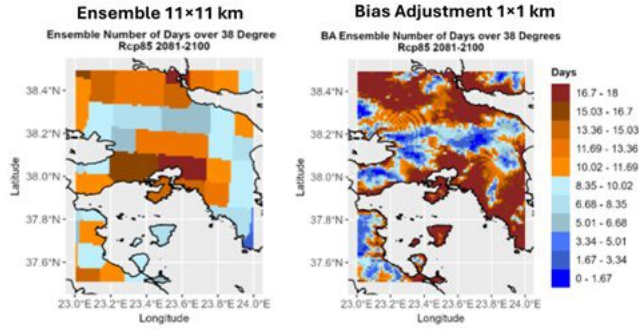 Ensemble 11×11 km
Ensemble Number of Days over 38 Degree
Rcp85 2081-2100
38.4°N
38.2°N
38.0°N
37.8°N
37.6°N
Latitude
23.0°E
23.2°E
23.4°E
23.6°E
23.8°E
24.0°E
Longitude
Bias Adjustment 1×1 km
BA Ensemble Number of Days over 38 Degrees
Rcp85 2081-2100
38.4°N
38.2°N
38.0°N
37.8°N
37.6°N
Latitude
23.0°E
23.2°E
23.4°E
23.6°E
23.8°E
24.0°E
Longitude
Days
16.7 - 18
15.03 - 16.7
13.36 - 15.03
11.69 - 13.36
10.02 - 11.69
8.35 - 10.02
6.68 - 8.35
5.01 - 6.68
3.34 - 5.01
1.67 - 3.34
0 - 1.67